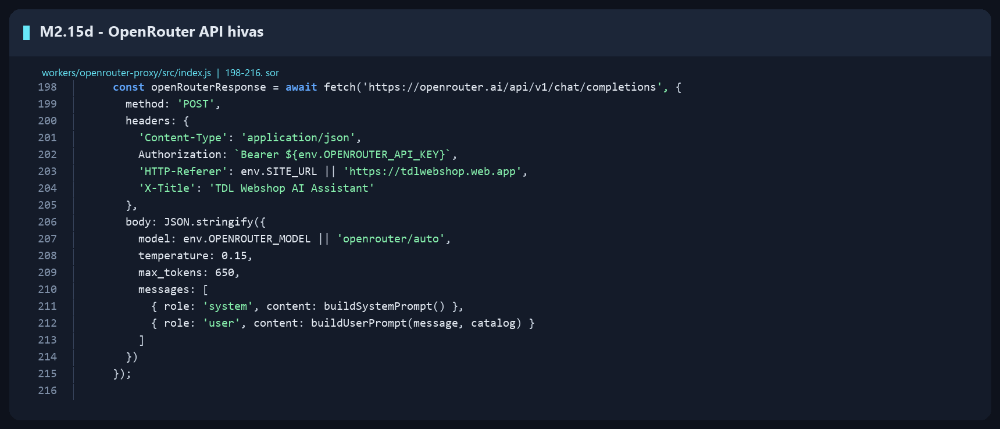 M2.15d - OpenRouter API hivas
workers/openrouter-proxy/src/index.js | 198-216. sor
198 const openRouterResponse = await fetch('https://openrouter.ai/api/v1/chat/completions', {
199 method: 'POST',
200 headers: {
201 'Content-Type': 'application/json',
202 Authorization: `Bearer ${env.OPENROUTER_API_KEY}`,
203 'HTTP-Referer': env.SITE_URL || 'https://tdlwebshop.web.app',
204 'X-Title': 'TDL Webshop AI Assistant'
205 },
206 body: JSON.stringify({
207 model: env.OPENROUTER_MODEL || 'openrouter/auto',
208 temperature: 0.15,
209 max_tokens: 650,
210 messages: [
211 { role: 'system', content: buildSystemPrompt() },
212 { role: 'user', content: buildUserPrompt(message, catalog) }
213 ]
214 })
215 });
216